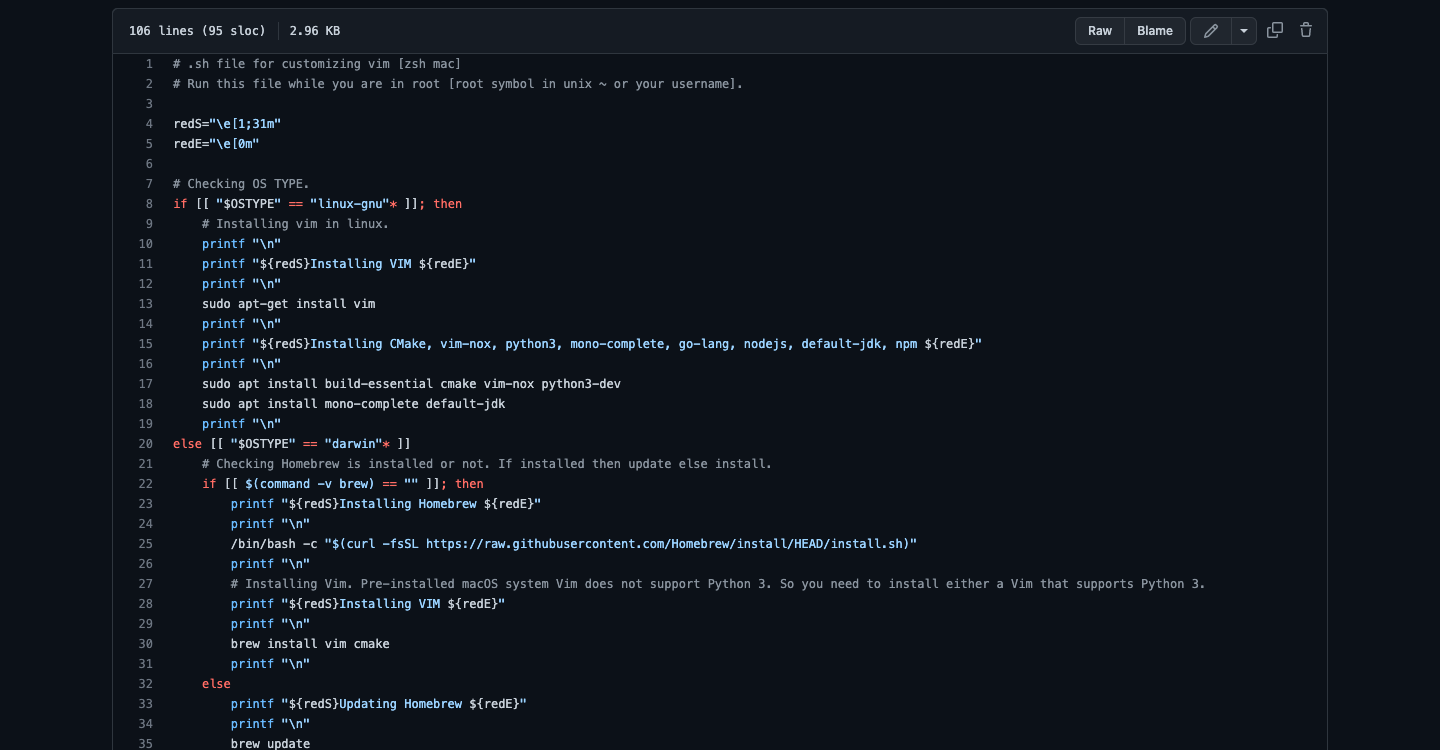 106 lines (95 sloc) 2.96 KB Raw Blame
1 # .sh file for customizing vim [zsh mac]
2 # Run this file while you are in root [root symbol in unix ~ or your username].
3
4 redS="\e[1;31m"
5 redE="\e[0m"
6
7 # Checking OS TYPE.
8 if [[ "$OSTYPE" == "linux-gnu"* ]]; then
9     # Installing vim in linux.
10     printf "\n"
11     printf "${redS}Installing VIM ${redE}"
12     printf "\n"
13     sudo apt-get install vim
14     printf "\n"
15     printf "${redS}Installing CMake, vim-nox, python3, mono-complete, go-lang, nodejs, default-jdk, npm ${redE}"
16     printf "\n"
17     sudo apt install build-essential cmake vim-nox python3-dev
18     sudo apt install mono-complete default-jdk
19     printf "\n"
20 else [[ "$OSTYPE" == "darwin"* ]]
21     # Checking Homebrew is installed or not. If installed then update else install.
22     if [[ $(command -v brew) == "" ]]; then
23         printf "${redS}Installing Homebrew ${redE}"
24         printf "\n"
25         /bin/bash -c "$(curl -fsSL https://raw.githubusercontent.com/Homebrew/install/HEAD/install.sh)"
26         printf "\n"
27         # Installing Vim. Pre-installed macOS system Vim does not support Python 3. So you need to install either a Vim that supports Python 3.
28         printf "${redS}Installing VIM ${redE}"
29         printf "\n"
30         brew install vim cmake
31         printf "\n"
32     else
33         printf "${redS}Updating Homebrew ${redE}"
34         printf "\n"
35         brew update